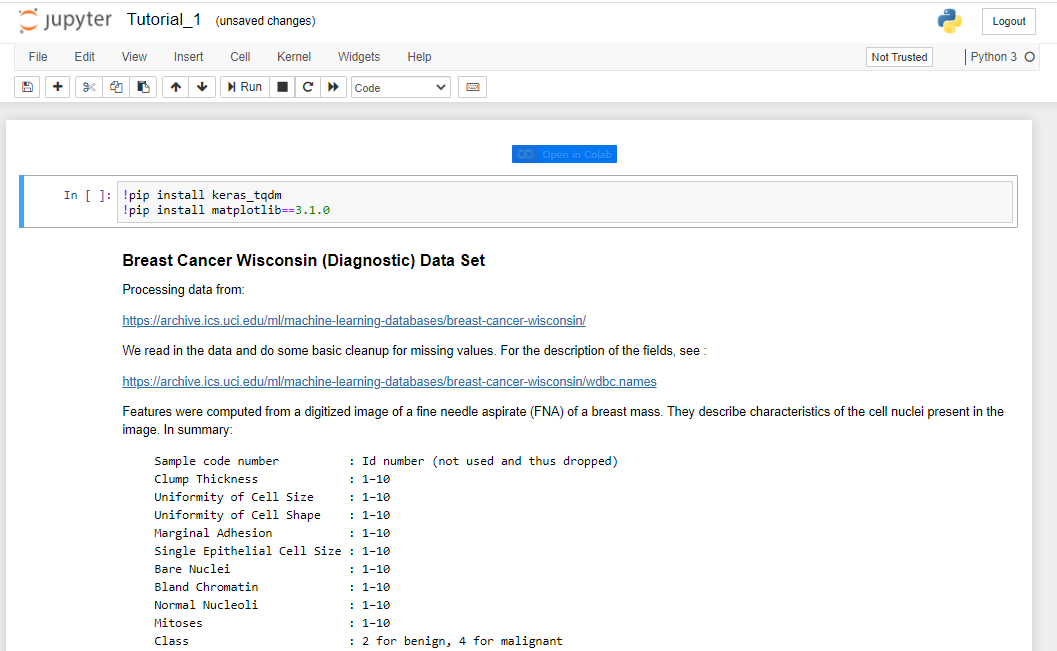 jupyter Tutorial_1 (unsaved changes) Logout
File Edit View Insert Cell Kernel Widgets Help Not Trusted Python 3
Run Code
Open in Colab
In [ ]: !pip install keras_tqdm
!pip install matplotlib==3.1.0
Breast Cancer Wisconsin (Diagnostic) Data Set
Processing data from:
https://archive.ics.uci.edu/ml/machine-learning-databases/breast-cancer-wisconsin/
We read in the data and do some basic cleanup for missing values. For the description of the fields, see :
https://archive.ics.uci.edu/ml/machine-learning-databases/breast-cancer-wisconsin/wdbc.names
Features were computed from a digitized image of a fine needle aspirate (FNA) of a breast mass. They describe characteristics of the cell nuclei present in the
image. In summary:
Sample code number : Id number (not used and thus dropped)
Clump Thickness : 1-10
Uniformity of Cell Size : 1-10
Uniformity of Cell Shape : 1-10
Marginal Adhesion : 1-10
Single Epithelial Cell Size : 1-10
Bare Nuclei : 1-10
Bland Chromatin : 1-10
Normal Nucleoli : 1-10
Mitoses : 1-10
Class : 2 for benign, 4 for malignant